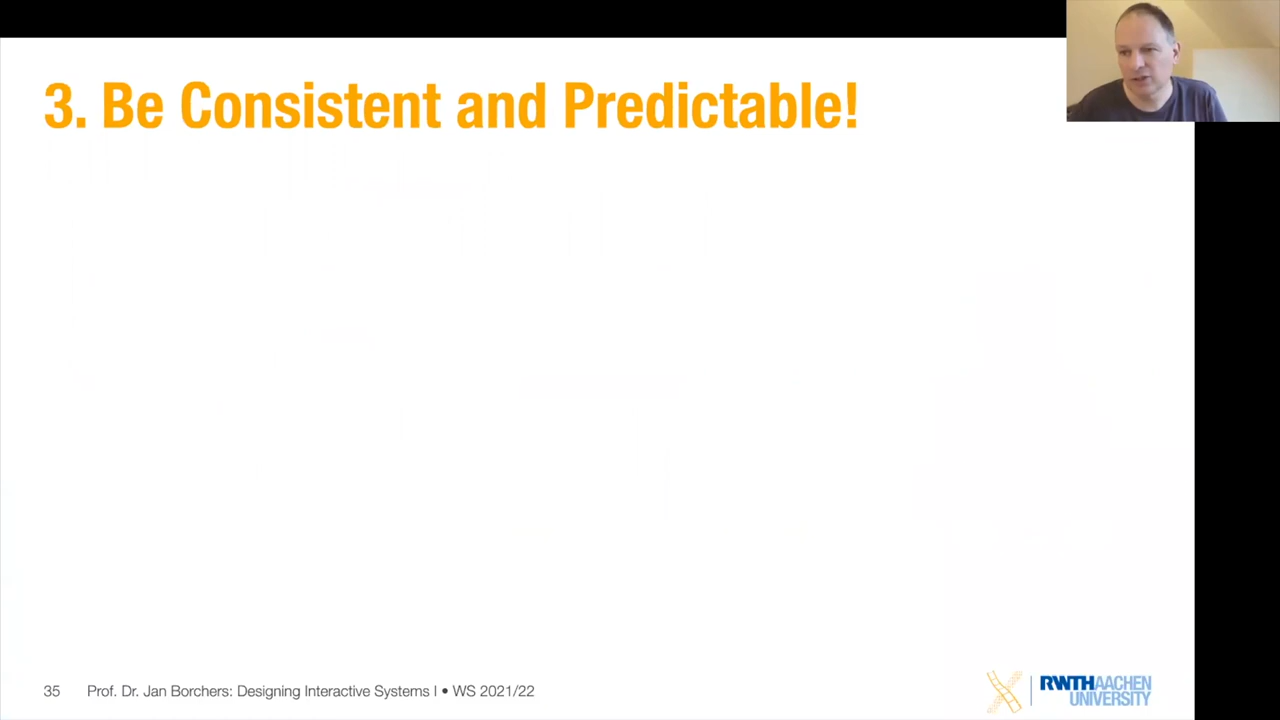 3. Be Consistent and Predictable!
35 Prof. Dr. Jan Borchers: Designing Interactive Systems I • WS 2021/22
RWTHAACHEN
UNIVERSITY